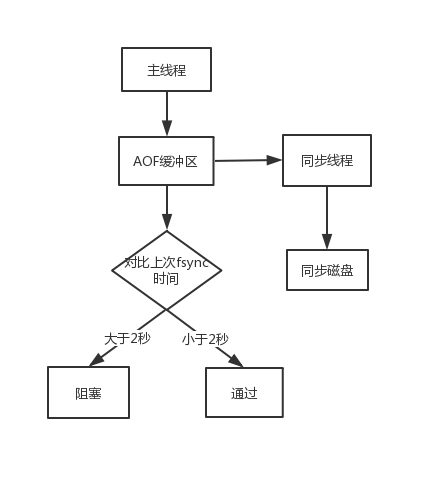 主线程
AOF缓冲区
同步线程
对比上次fsync
时间
同步磁盘
大于2秒
小于2秒
阻塞
通过